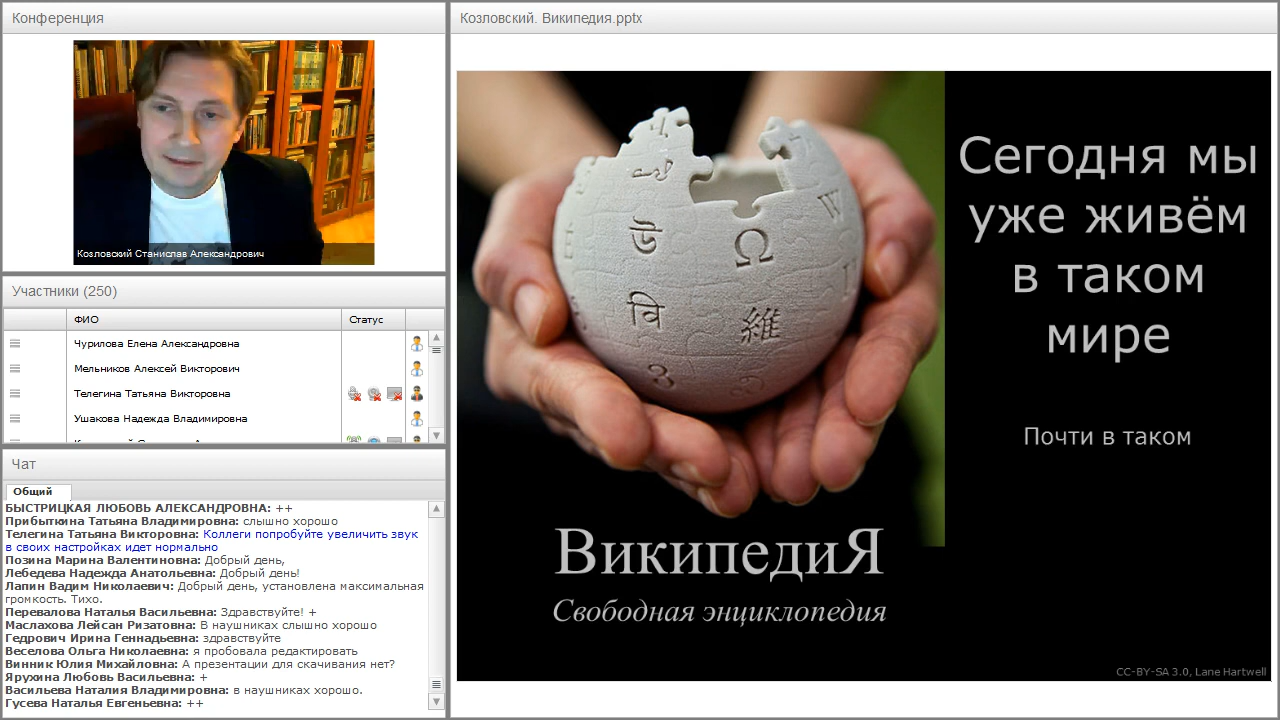 Конференция
Козловский Станислав Александрович
Участники (250)
ФИО
Статус
Чурилова Елена Александровна
Мельников Алексей Викторович
Телегина Татьяна Викторовна
Ушакова Надежда Владимировна
Чат
Общий
БЫСТРИЦКАЯ ЛЮБОВЬ АЛЕКСАНДРОВНА: ++
Прибыткина Татьяна Владимировна: слышно хорошо
Телегина Татьяна Викторовна: Коллеги попробуйте увеличить звук
в своих настройках идет нормально
Позина Марина Валентиновна: Добрый день,
Лебедева Надежда Анатольевна: Добрый день!
Лапин Вадим Николаевич: Добрый день, установлена максимальная
громкость. Тихо.
Перевалова Наталья Васильевна: Здравствуйте! +
Маслахова Лейсан Ризатовна: В наушниках слышно хорошо
Гедрович Ирина Геннадьевна: здравствуйте
Веселова Ольга Николаевна: я пробовала редактировать
Винник Юлия Михайловна: А презентации для скачивания нет?
Яружина Любовь Васильевна: +
Васильева Наталия Владимировна: в наушниках хорошо.
Гусева Наталья Евгеньевна: ++
Козловский. Википедия.pptx
Ω
W
উ
वि
維
ВикипедиЯ
Свободная энциклопедия
Сегодня мы
уже живём
в таком
мире
Почти в таком
CC-BY-SA 3.0, Lane Hartwell